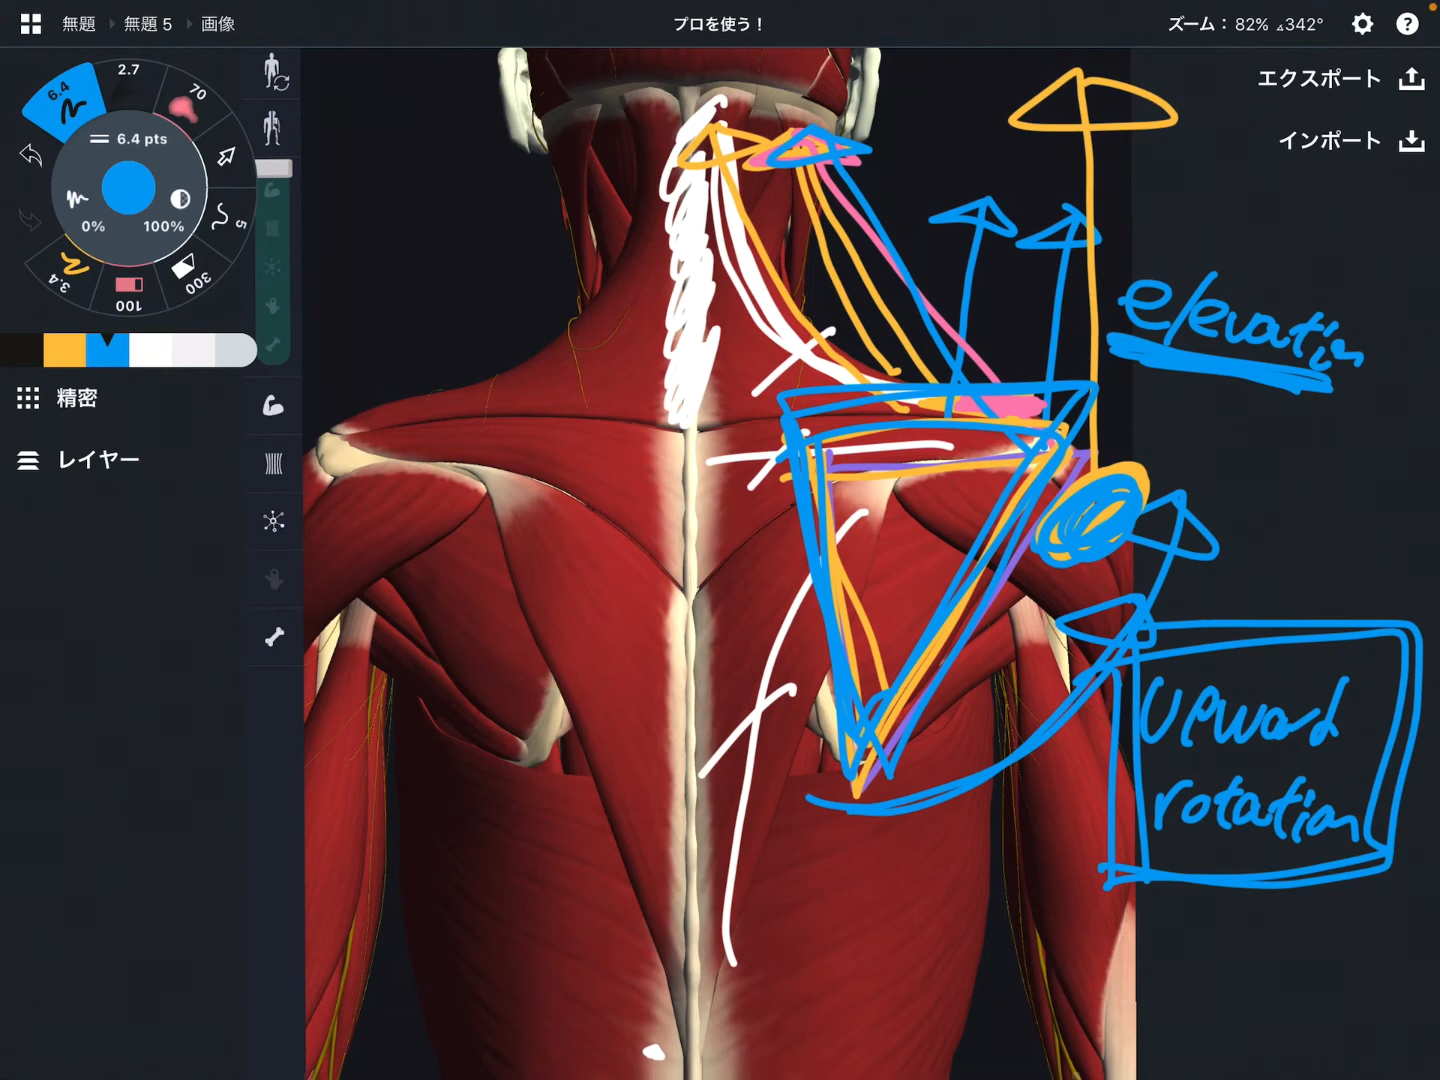 無題 無題 5 画像
プロを使う！
ズーム： 82% ⊿342°
エクスポート
インポート
6.4
2.7
70
5
300
100
3.4
6.4 pts
0%
100%
精密
レイヤー
elevation
upward
rotation